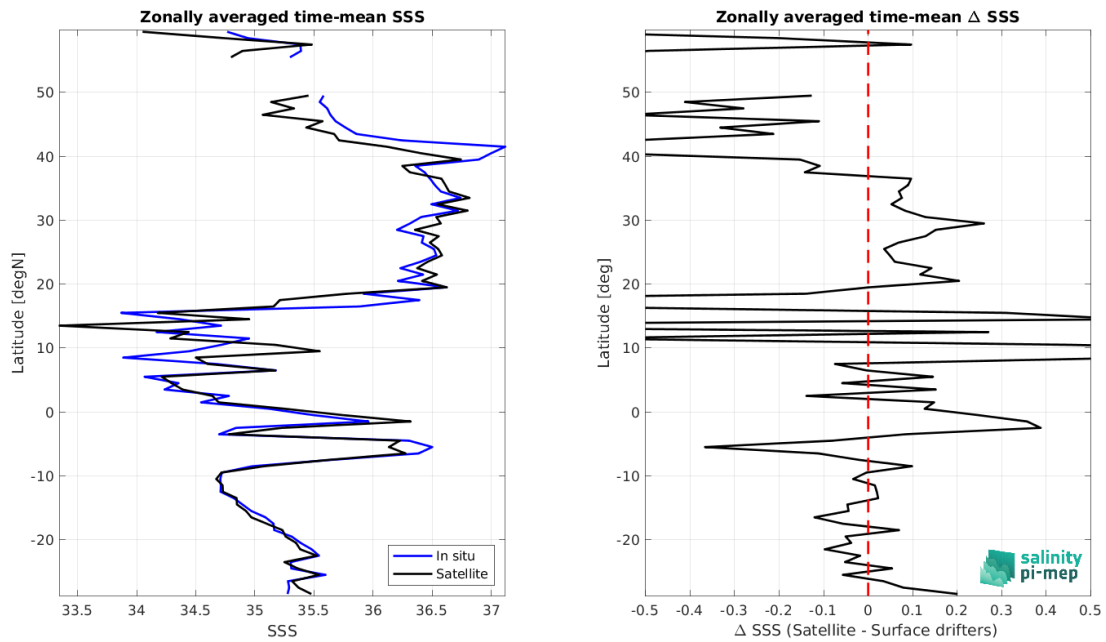 Zonally averaged time-mean SSS
Latitude [degN]
50
40
30
20
10
0
-10
-20
33.5 34 34.5 35 35.5 36 36.5 37
SSS
In situ
Satellite
Zonally averaged time-mean Δ SSS
Latitude [deg]
50
40
30
20
10
0
-10
-20
-0.5 -0.4 -0.3 -0.2 -0.1 0 0.1 0.2 0.3 0.4 0.5
Δ SSS (Satellite - Surface drifters)
salinity
pi-mep